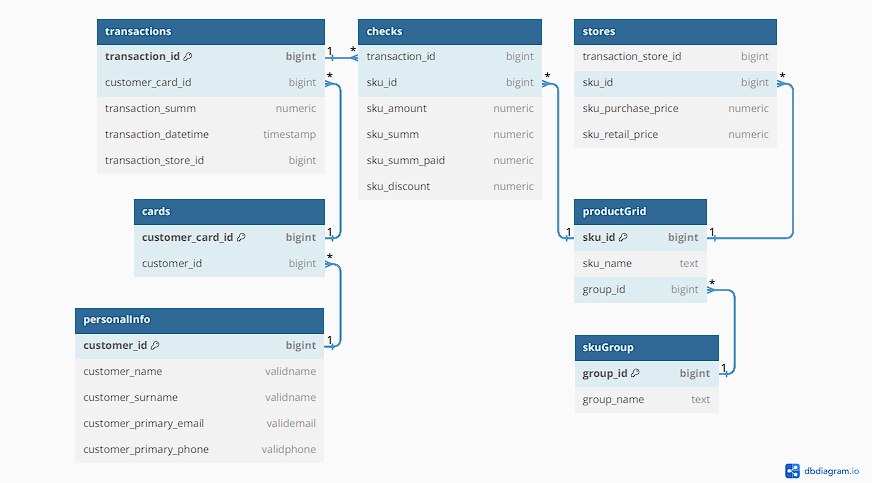 transactions
transaction_id bigint
customer_card_id bigint
transaction_summ numeric
transaction_datetime timestamp
transaction_store_id bigint
1 *
*
checks
transaction_id bigint
sku_id bigint
sku_amount numeric
sku_summ numeric
sku_summ_paid numeric
sku_discount numeric
*
stores
transaction_store_id bigint
sku_id bigint
sku_purchase_price numeric
sku_retail_price numeric
*
cards
customer_card_id bigint
customer_id bigint
1
*
productGrid
sku_id bigint
sku_name text
group_id bigint
1 1
*
personalInfo
customer_id bigint
customer_name validname
customer_surname validname
customer_primary_email validemail
customer_primary_phone validphone
1
skuGroup
group_id bigint
group_name text
1
dbdiagram.io